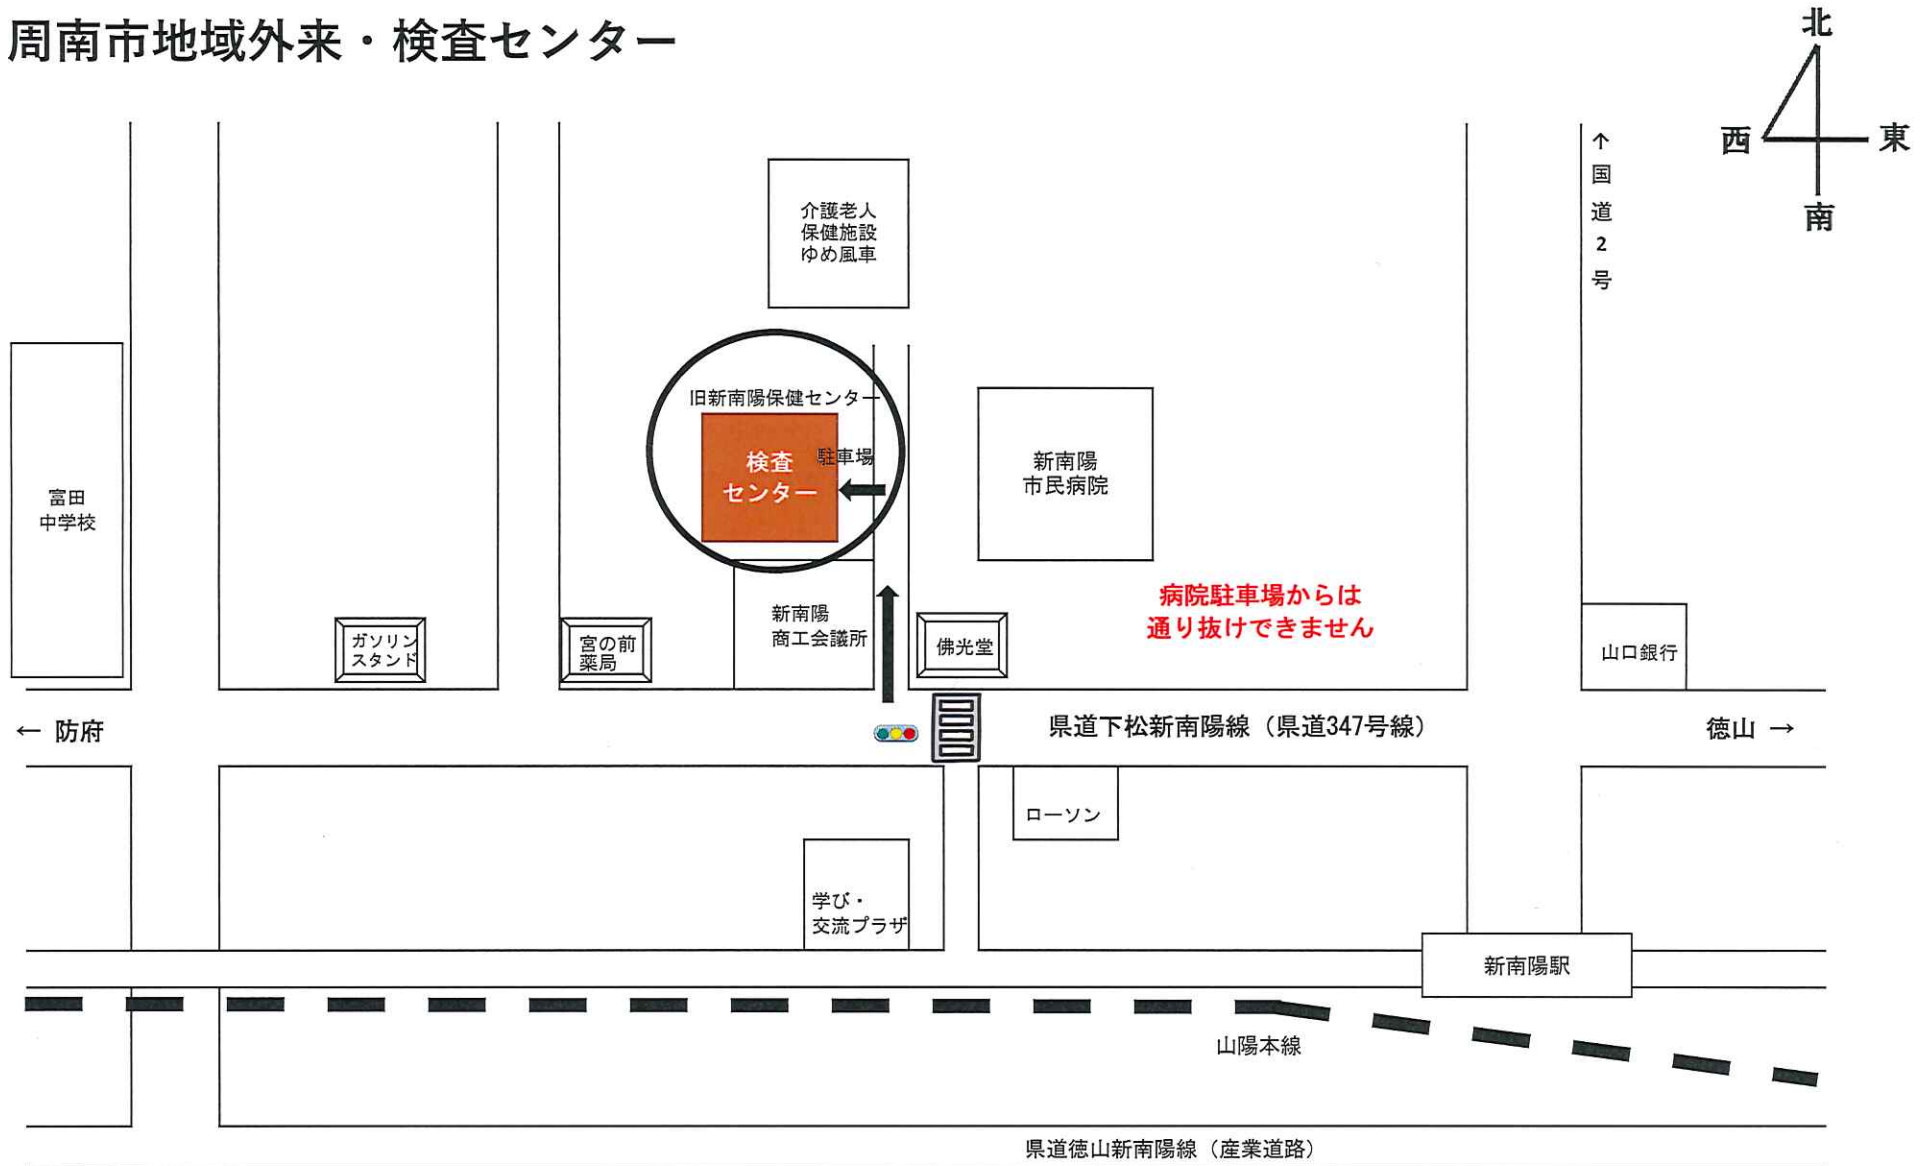 周南市地域外来・検査センター
北
西
東
南
↑国道2号
介護老人
保健施設
ゆめ風車
旧新南陽保健センター
検査
センター
駐車場
新南陽
市民病院
富田
中学校
病院駐車場からは
通り抜けできません
ガソリン
スタンド
宮の前
薬局
新南陽
商工会議所
佛光堂
山口銀行
← 防府
県道下松新南陽線（県道347号線）
徳山 →
ローソン
学び・
交流プラザ
新南陽駅
山陽本線
県道徳山新南陽線（産業道路）